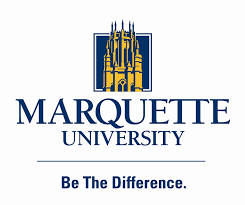 MARQUETTE
UNIVERSITY
Be The Difference.